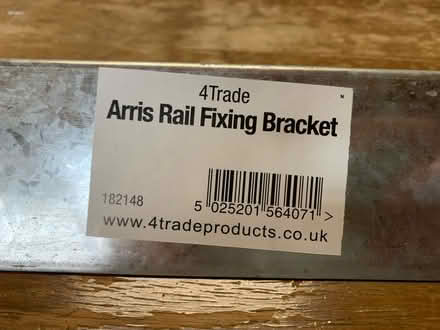 4Trade
Arris Rail Fixing Bracket
182148
5 025201 564071 >
www.4tradeproducts.co.uk